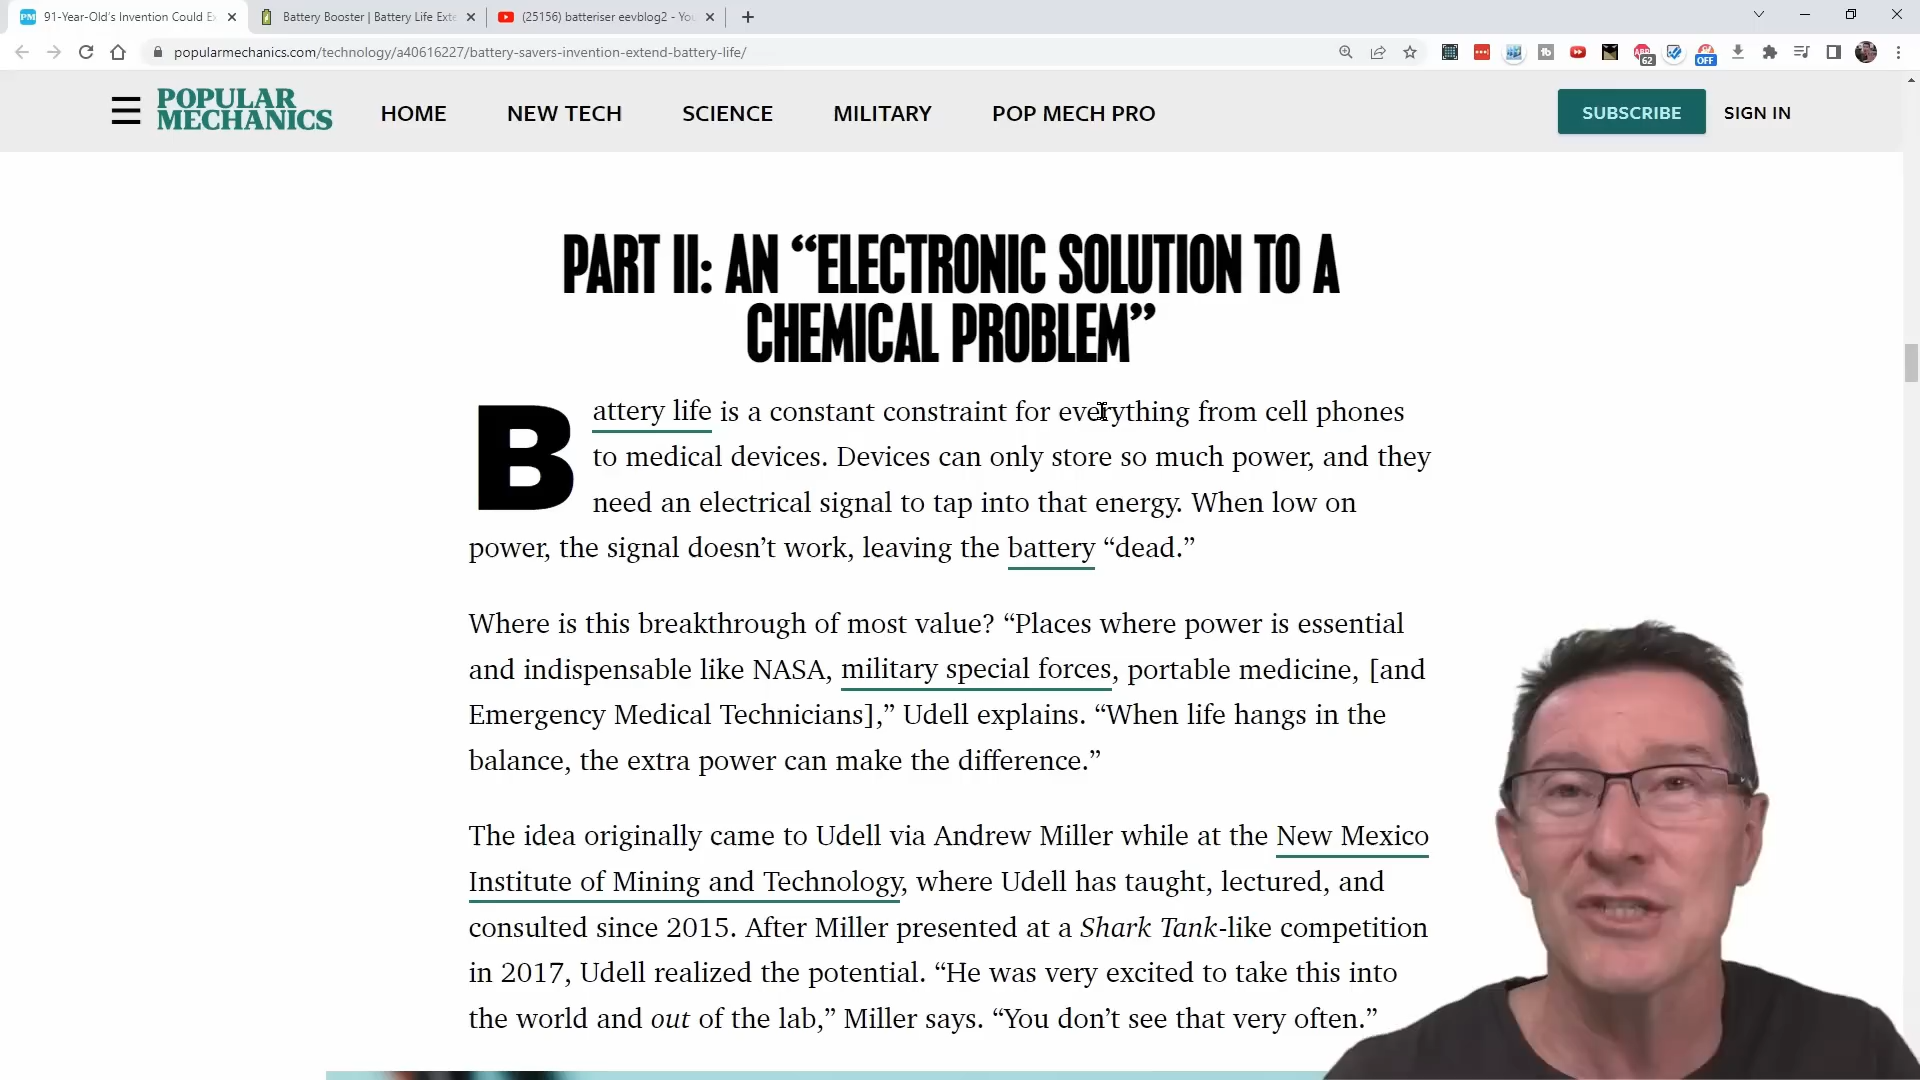 91-Year-Old's Invention Could E
Battery Booster | Battery Life Exte
(25156) batteriser eevblog2 - You
popularmechanics.com/technology/a40616227/battery-savers-invention-extend-battery-life/
62
OFF
POPULAR
MECHANICS
HOME
NEW TECH
SCIENCE
MILITARY
POP MECH PRO
SUBSCRIBE
SIGN IN
PART II: AN “ELECTRONIC SOLUTION TO A
CHEMICAL PROBLEM”
Battery life is a constant constraint for everything from cell phones
to medical devices. Devices can only store so much power, and they
need an electrical signal to tap into that energy. When low on
power, the signal doesn’t work, leaving the battery “dead.”
Where is this breakthrough of most value? “Places where power is essential
and indispensable like NASA, military special forces, portable medicine, [and
Emergency Medical Technicians],” Udell explains. “When life hangs in the
balance, the extra power can make the difference.”
The idea originally came to Udell via Andrew Miller while at the New Mexico
Institute of Mining and Technology, where Udell has taught, lectured, and
consulted since 2015. After Miller presented at a Shark Tank-like competition
in 2017, Udell realized the potential. “He was very excited to take this into
the world and out of the lab,” Miller says. “You don’t see that very often.”